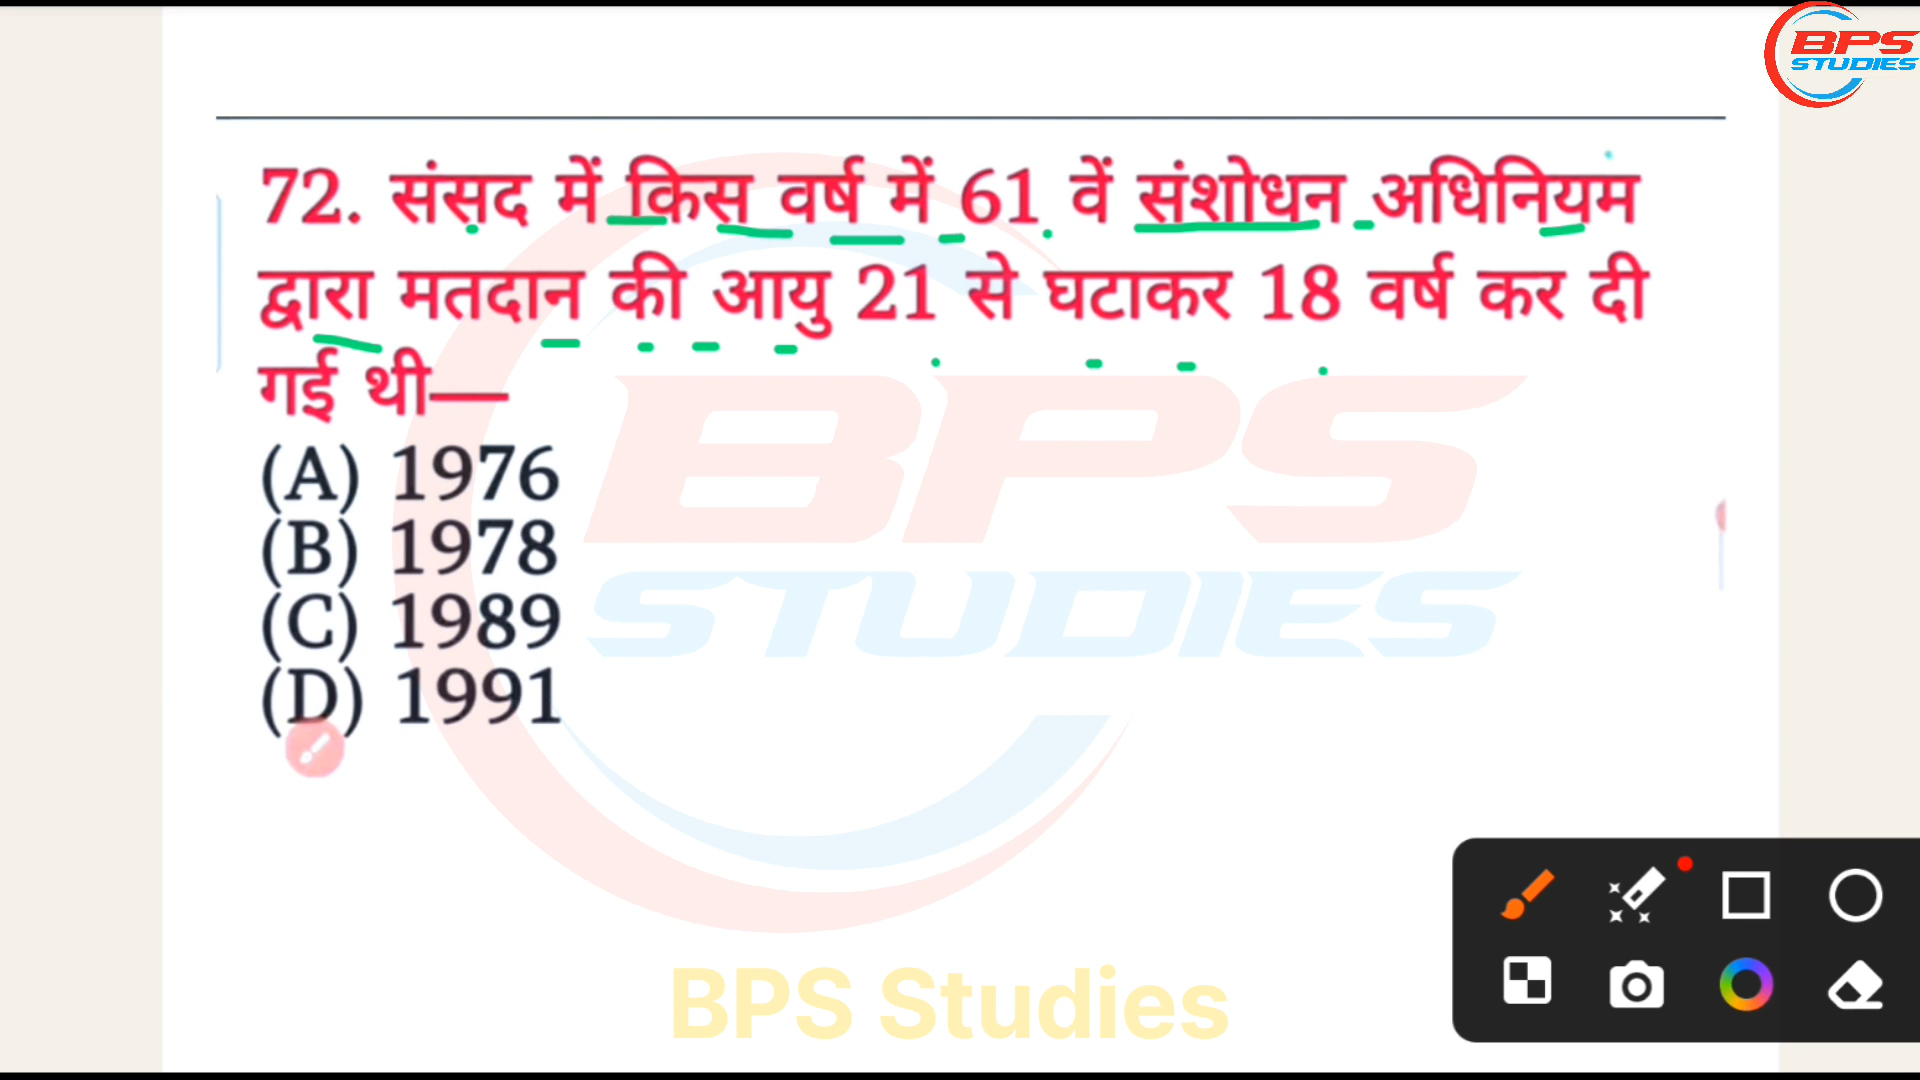 BPS
STUDIES
72. संसद में किस वर्ष में 61 वें संशोधन अधिनियम
द्वारा मतदान की आयु 21 से घटाकर 18 वर्ष कर दी
गई थी—
(A) 1976
(B) 1978
(C) 1989
(D) 1991
BPS
STUDIES
BPS Studies